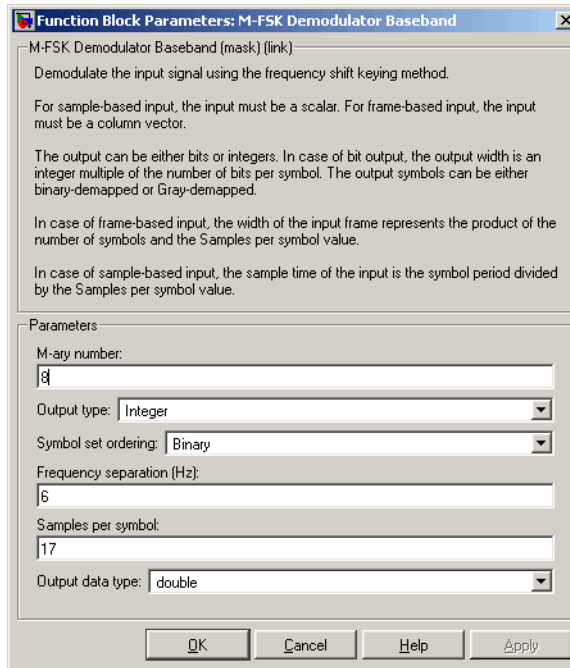 Function Block Parameters: M-FSK Demodulator Baseband
M-FSK Demodulator Baseband (mask) (link)
Demodulate the input signal using the frequency shift keying method.
For sample-based input, the input must be a scalar. For frame-based input, the input
must be a column vector.
The output can be either bits or integers. In case of bit output, the output width is an
integer multiple of the number of bits per symbol. The output symbols can be either
binary-demapped or Gray-demapped.
In case of frame-based input, the width of the input frame represents the product of the
number of symbols and the Samples per symbol value.
In case of sample-based input, the sample time of the input is the symbol period divided
by the Samples per symbol value.
Parameters
M-ary number:
8
Output type: Integer
Symbol set ordering: Binary
Frequency separation (Hz):
6
Samples per symbol:
17
Output data type: double
OK Cancel Help Apply